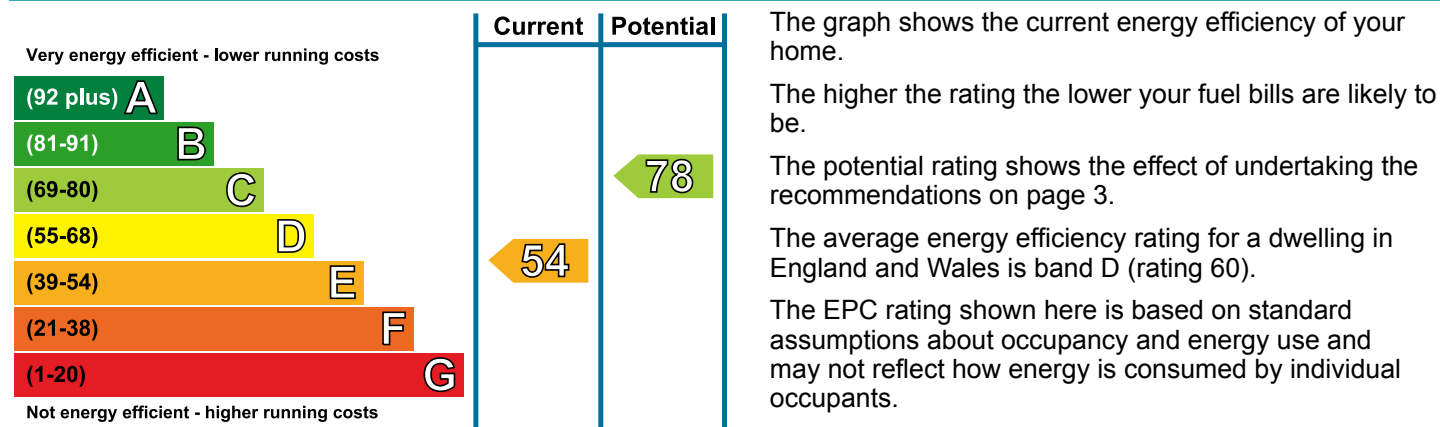 Current Potential
Very energy efficient - lower running costs
(92 plus) A
(81-91) B
(69-80) C
(55-68) D
(39-54) E
(21-38) F
(1-20) G
Not energy efficient - higher running costs
54
78
The graph shows the current energy efficiency of your
home.
The higher the rating the lower your fuel bills are likely to
be.
The potential rating shows the effect of undertaking the
recommendations on page 3.
The average energy efficiency rating for a dwelling in
England and Wales is band D (rating 60).
The EPC rating shown here is based on standard
assumptions about occupancy and energy use and
may not reflect how energy is consumed by individual
occupants.